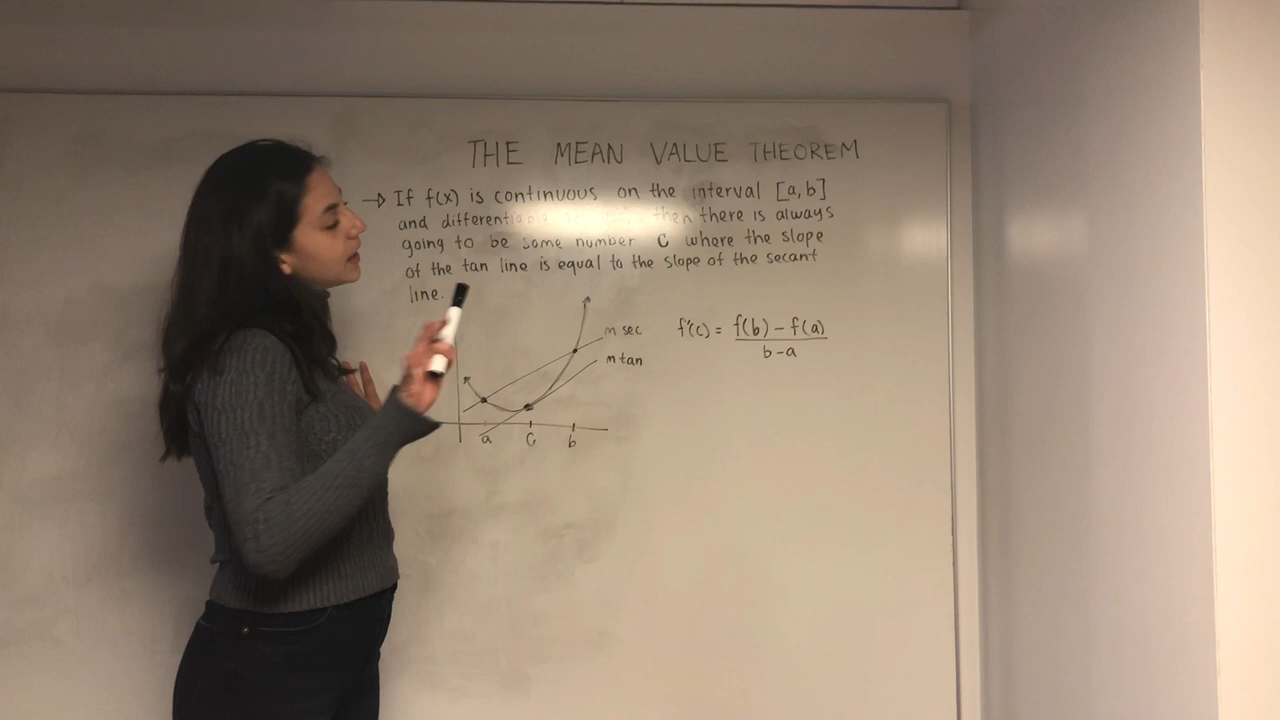 THE MEAN VALUE THEOREM
→ If f(x) is continuous on the interval [a,b]
and differentiable then there is always
going to be some number C where the slope
of the tan line is equal to the slope of the secant
line.
m sec
m tan
a c b
f'(c) = f(b) - f(a)
b-a